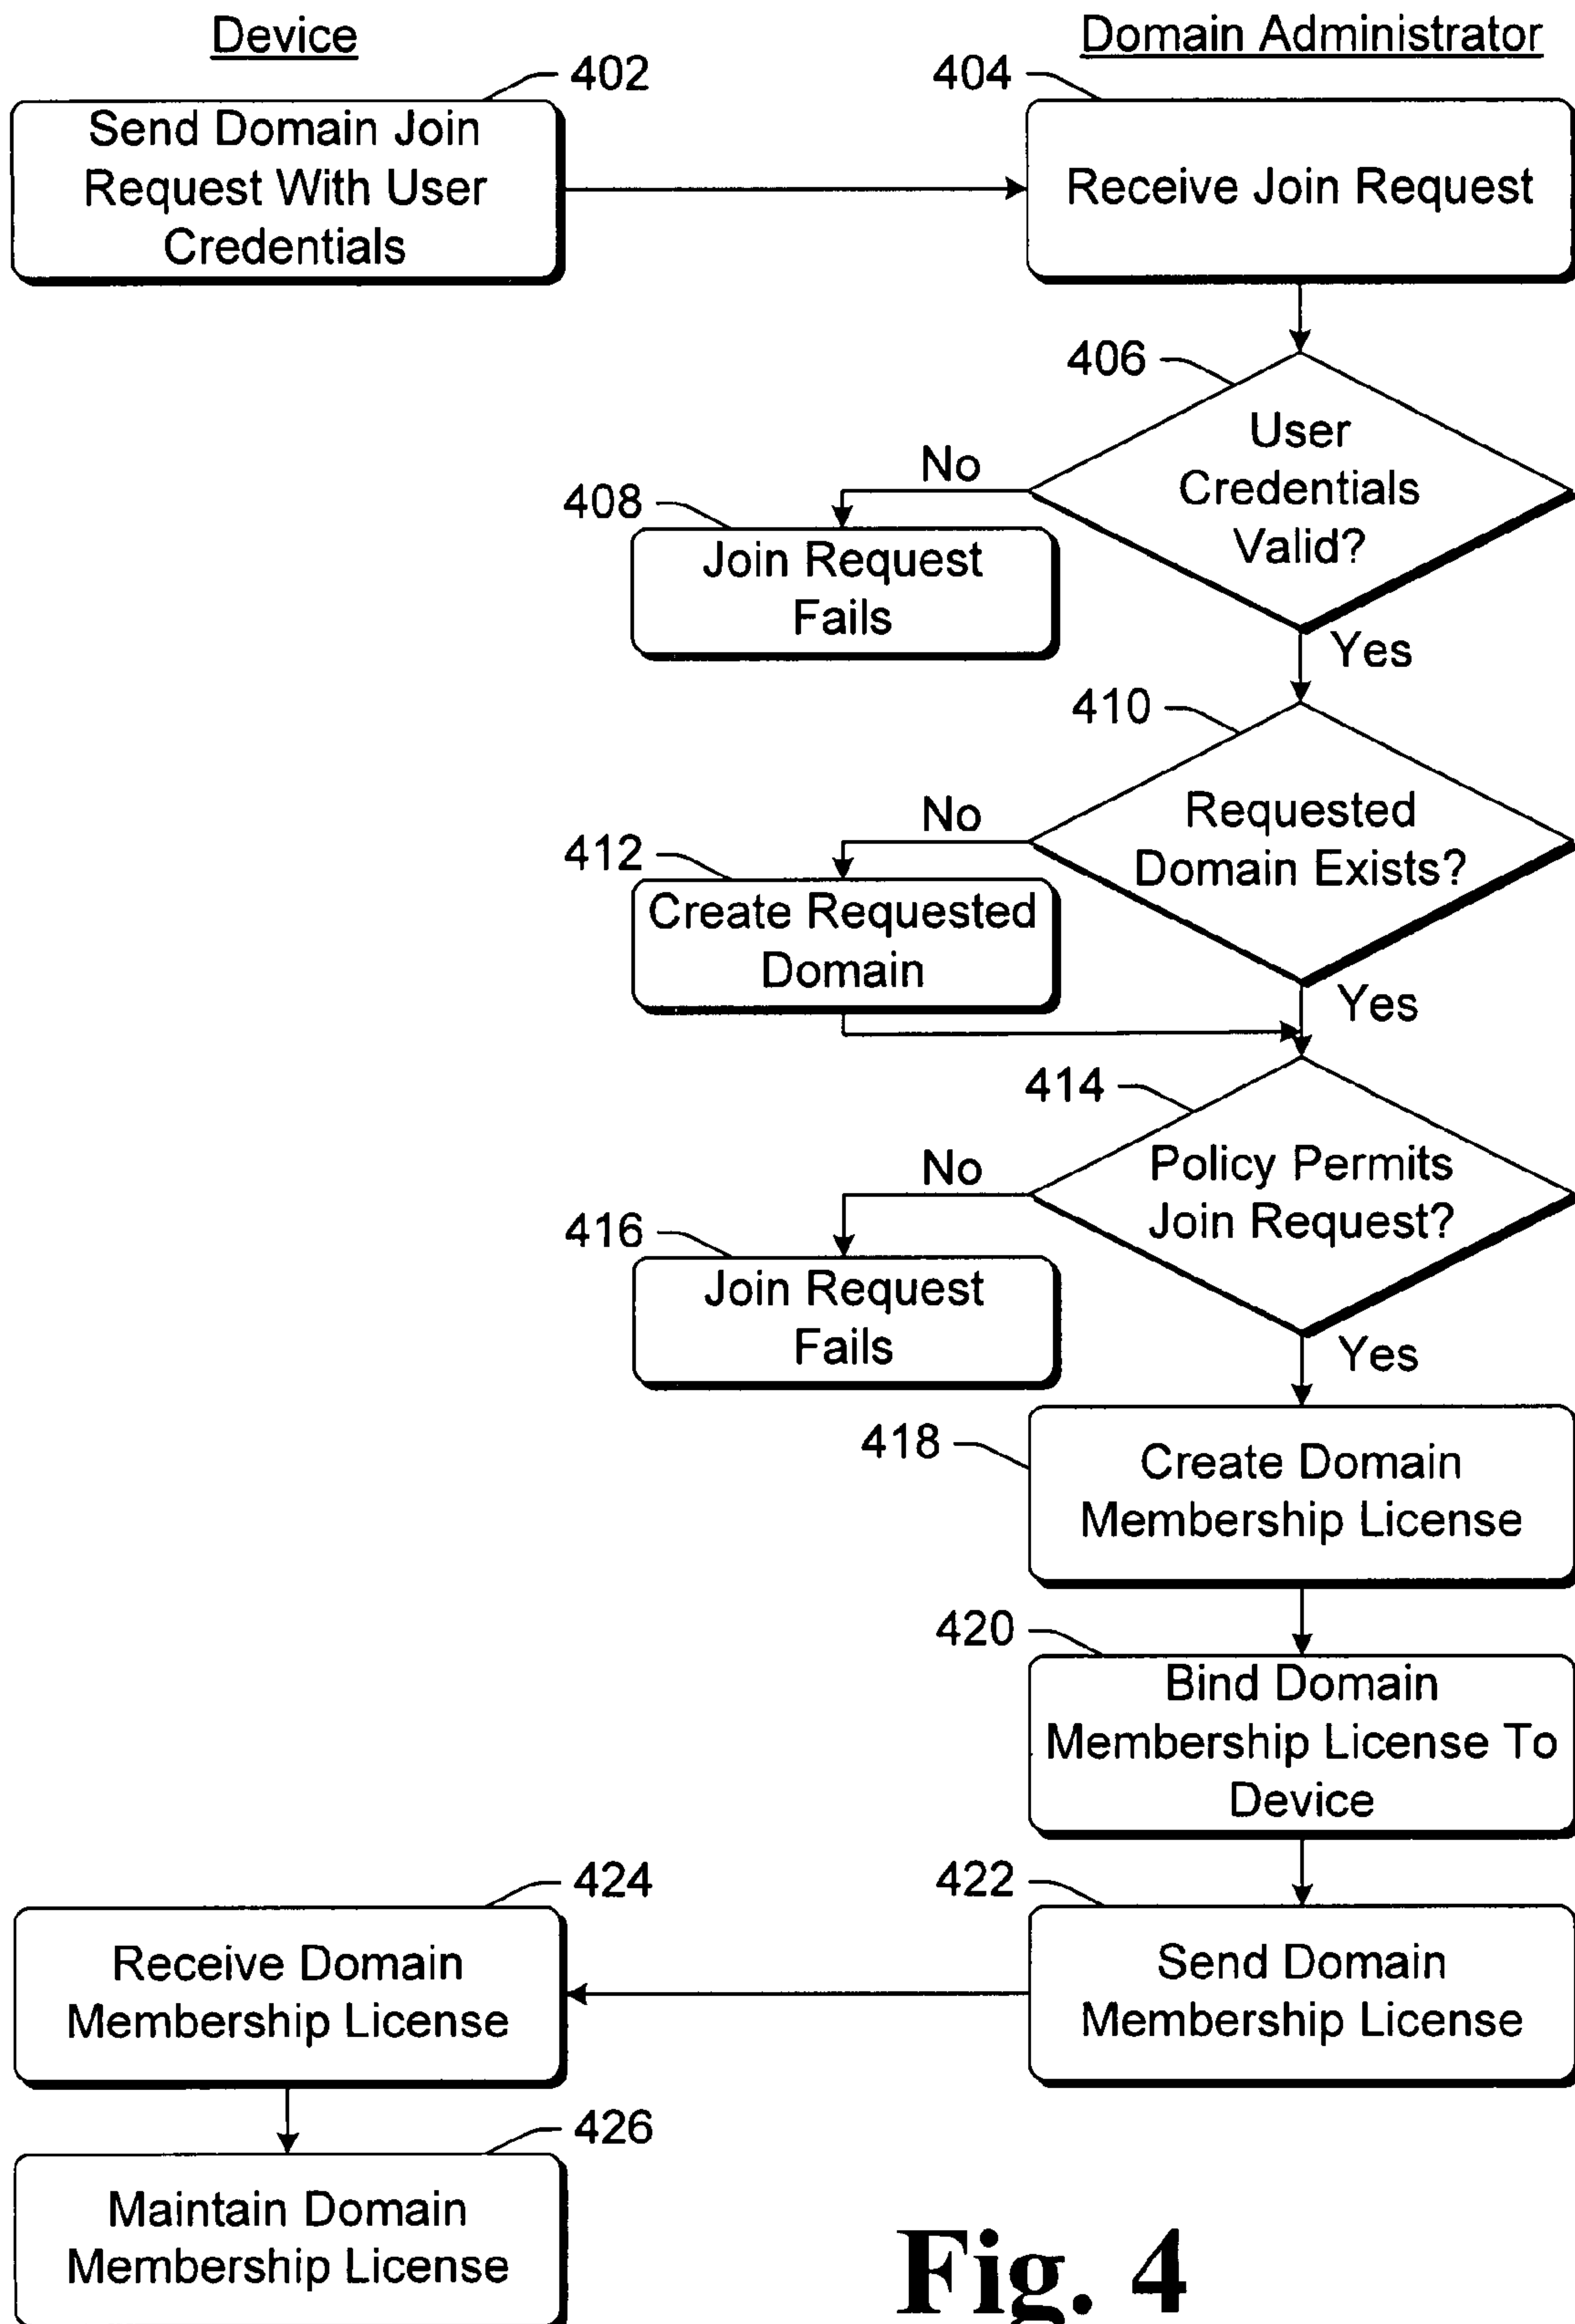 Device
Domain Administrator
402
404
Send Domain Join
Request With User
Credentials
Receive Join Request
406
User
Credentials
Valid?
No
408
Join Request
Fails
Yes
410
Requested
Domain Exists?
No
412
Create Requested
Domain
Yes
414
Policy Permits
Join Request?
No
416
Join Request
Fails
Yes
418
Create Domain
Membership License
420
Bind Domain
Membership License To
Device
422
Send Domain
Membership License
424
Receive Domain
Membership License
426
Maintain Domain
Membership License
Fig. 4